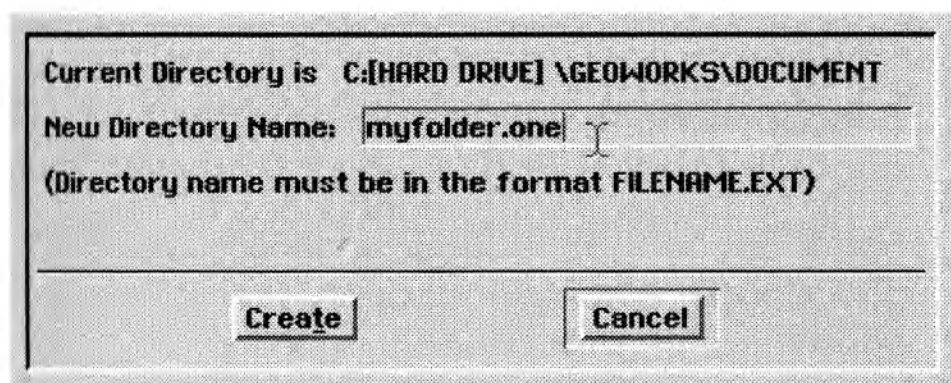 Current Directory is C:[HARD DRIVE] \GEOWORKS\DOCUMENT
New Directory Name: myfolder.one
(Directory name must be in the format FILENAME.EXT)
Create Cancel